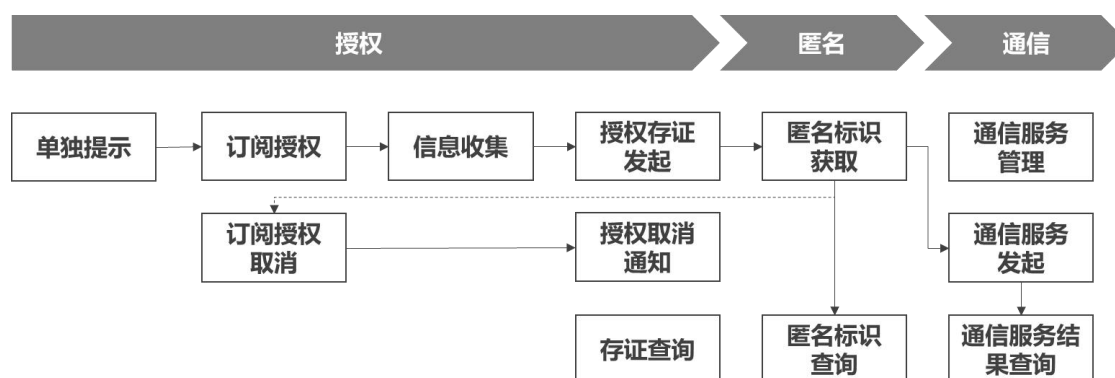 授权
匿名
通信
单独提示
订阅授权
信息收集
授权存证
发起
匿名标识
获取
通信服务
管理
订阅授权
取消
授权取消
通知
通信服务
发起
存证查询
匿名标识
查询
通信服务结
果查询